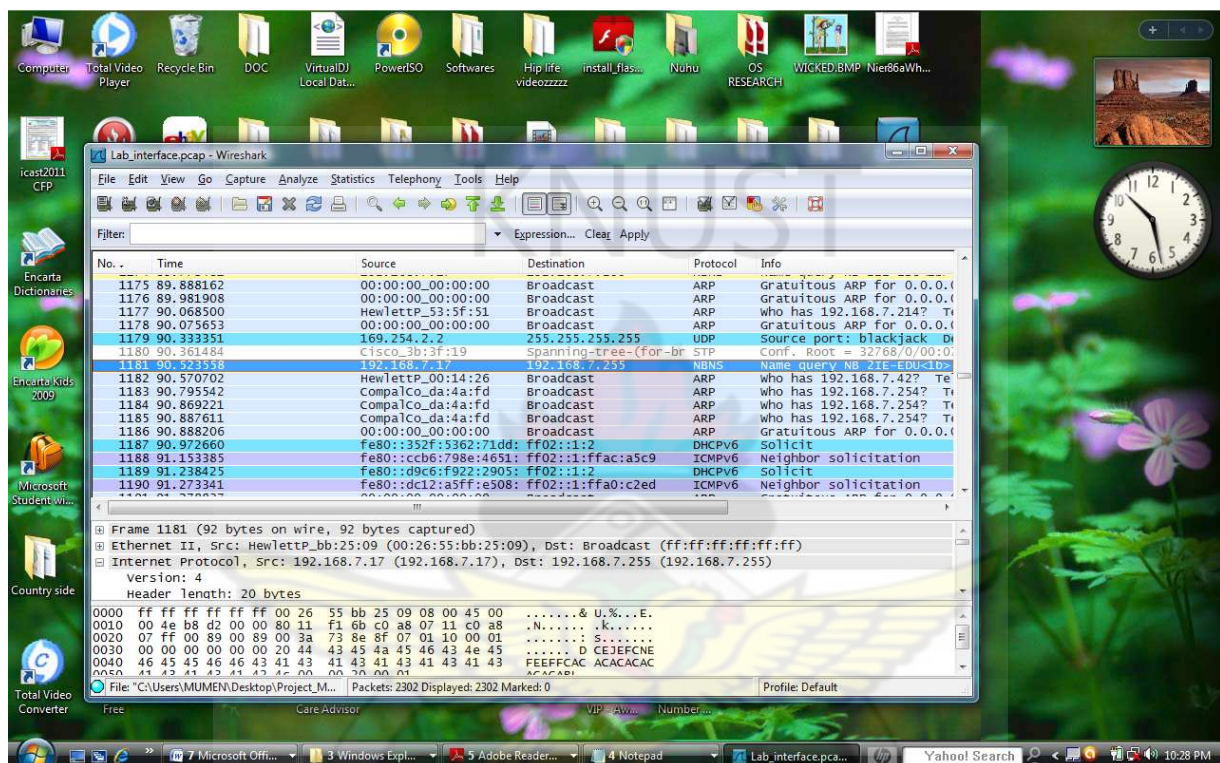 Computer
Total Video Player
Recycle Bin
DOC
VirtualDJ Local Dat...
PowerISO
Softwares
Hip life videozzzzz
install_flas...
Nuhu
OS RESEARCH
WICKED.BMP
Nier86aWh...
icast2011 CFP
Encarta Dictionaries
Encarta Kids 2009
Microsoft Student wi...
Country side
Total Video Converter
KNUST
Lab_interface.pcap - Wireshark
File Edit View Go Capture Analyze Statistics Telephony Tools Help
Filter: Expression... Clear Apply
No. . Time Source Destination Protocol Info
1175 89.888162 00:00:00_00:00:00 Broadcast ARP Gratuitous ARP for 0.0.0.
1176 89.981908 00:00:00_00:00:00 Broadcast ARP Gratuitous ARP for 0.0.0.
1177 90.068500 HewlettP_53:5f:51 Broadcast ARP Who has 192.168.7.214? Te
1178 90.075653 00:00:00_00:00:00 Broadcast ARP Gratuitous ARP for 0.0.0.
1179 90.333351 169.254.2.2 255.255.255.255 UDP Source port: blackjack De
1180 90.361484 Cisco_3b:3f:19 Spanning-tree-(for-br STP Conf. Root = 32768/0/00:0
1181 90.523558 192.168.7.17 192.168.7.255 NBNS Name query NB 2IE-EDU<1b>
1182 90.570702 HewlettP_00:14:26 Broadcast ARP Who has 192.168.7.42? Te
1183 90.795542 CompalCo_da:4a:fd Broadcast ARP Who has 192.168.7.254? Te
1184 90.869221 CompalCo_da:4a:fd Broadcast ARP Who has 192.168.7.254? Te
1185 90.887611 CompalCo_da:4a:fd Broadcast ARP Who has 192.168.7.254? Te
1186 90.888206 00:00:00_00:00:00 Broadcast ARP Gratuitous ARP for 0.0.0.
1187 90.972660 fe80::352f:5362:71dd: ff02::1:2 DHCPv6 Solicit
1188 91.153385 fe80::ccb6:798e:4651: ff02::1:ffac:a5c9 ICMPv6 Neighbor solicitation
1189 91.238425 fe80::d9c6:f922:2905: ff02::1:2 DHCPv6 Solicit
1190 91.273341 fe80::dc12:a5ff:e508: ff02::1:ffa0:c2ed ICMPv6 Neighbor solicitation
Frame 1181 (92 bytes on wire, 92 bytes captured)
Ethernet II, Src: HewlettP_bb:25:09 (00:26:55:bb:25:09), Dst: Broadcast (ff:ff:ff:ff:ff:ff)
Internet Protocol, Src: 192.168.7.17 (192.168.7.17), Dst: 192.168.7.255 (192.168.7.255)
Version: 4
Header length: 20 bytes
0000 ff ff ff ff ff ff 00 26 55 bb 25 09 08 00 45 00 .......& U.%...E.
0010 00 4e b8 d2 00 00 80 11 f1 6b c0 a8 07 11 c0 a8 .N...... .k......
0020 07 ff 00 89 00 89 00 3a 73 8e 8f 07 01 10 00 01 .......: s.......
0030 00 00 00 00 00 00 20 44 43 45 4a 45 46 43 4e 45 ...... D CEJEFCNE
0040 46 45 45 46 46 43 41 43 41 43 41 43 41 43 41 43 FEEFFCAC ACACACAC
File: "C:\Users\MUMEN\Desktop\Project_M... Packets: 2302 Displayed: 2302 Marked: 0 Profile: Default
Free
Care Advisor
7 Microsoft Offi...
3 Windows Expl...
5 Adobe Reader...
4 Notepad
Lab_interface.pca...
Yahoo! Search
10:28 PM